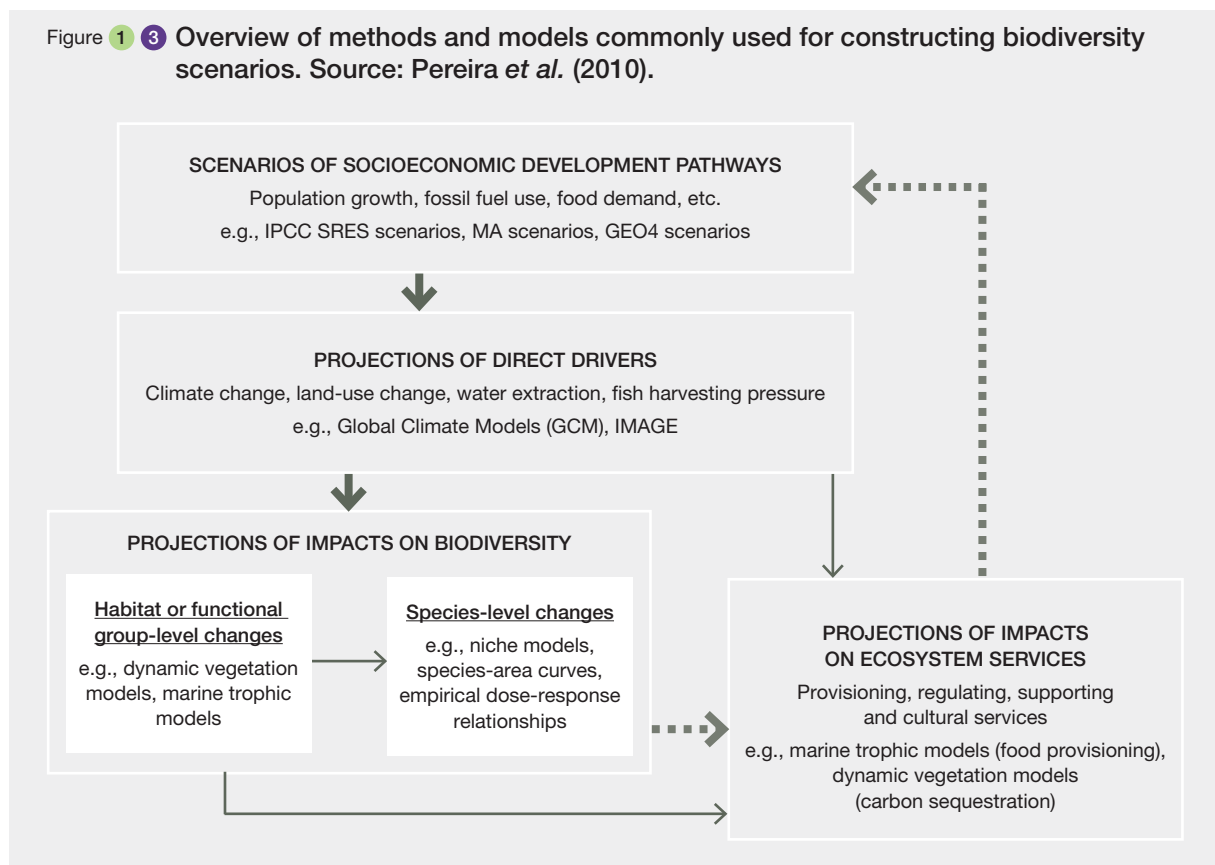 Figure 1 3 Overview of methods and models commonly used for constructing biodiversity
scenarios. Source: Pereira et al. (2010).
SCENARIOS OF SOCIOECONOMIC DEVELOPMENT PATHWAYS
Population growth, fossil fuel use, food demand, etc.
e.g., IPCC SRES scenarios, MA scenarios, GEO4 scenarios
PROJECTIONS OF DIRECT DRIVERS
Climate change, land-use change, water extraction, fish harvesting pressure
e.g., Global Climate Models (GCM), IMAGE
PROJECTIONS OF IMPACTS ON BIODIVERSITY
Habitat or functional
group-level changes
e.g., dynamic vegetation
models, marine trophic
models
Species-level changes
e.g., niche models,
species-area curves,
empirical dose-response
relationships
PROJECTIONS OF IMPACTS
ON ECOSYSTEM SERVICES
Provisioning, regulating, supporting
and cultural services
e.g., marine trophic models (food provisioning),
dynamic vegetation models
(carbon sequestration)